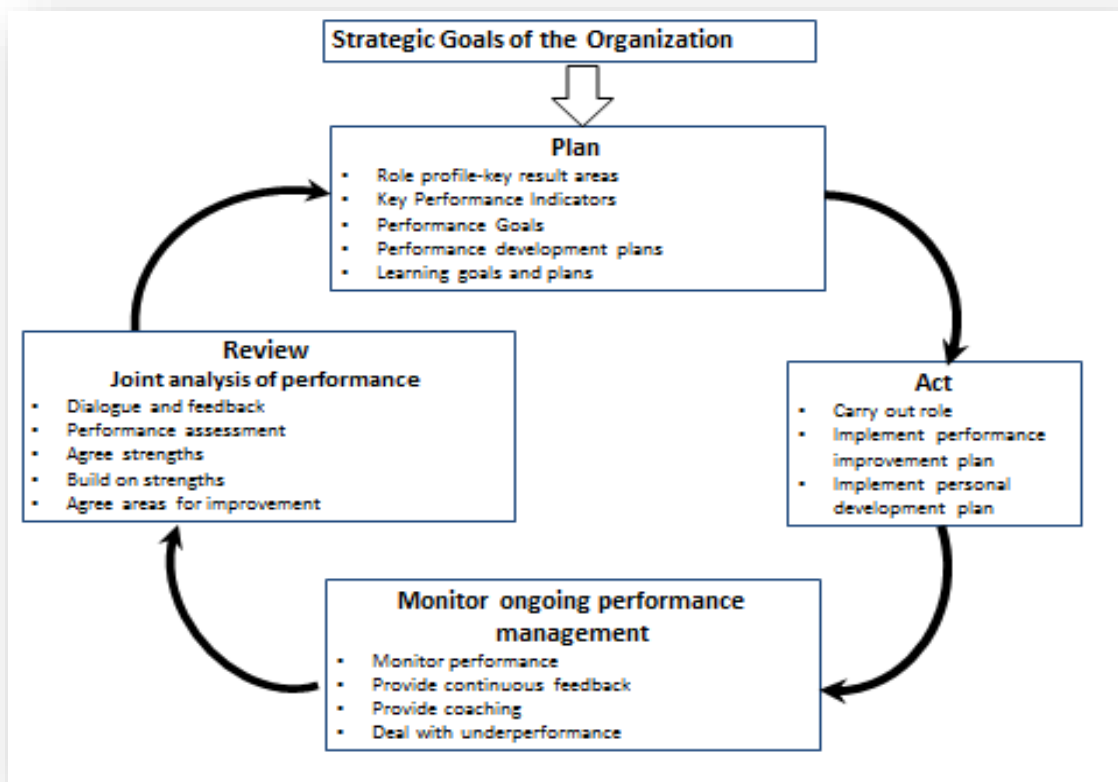 Strategic Goals of the Organization
Plan
▪ Role profile-key result areas
▪ Key Performance Indicators
▪ Performance Goals
▪ Performance development plans
▪ Learning goals and plans
Act
▪ Carry out role
▪ Implement performance
improvement plan
▪ Implement personal
development plan
Monitor ongoing performance
management
▪ Monitor performance
▪ Provide continuous feedback
▪ Provide coaching
▪ Deal with underperformance
Review
Joint analysis of performance
▪ Dialogue and feedback
▪ Performance assessment
▪ Agree strengths
▪ Build on strengths
▪ Agree areas for improvement